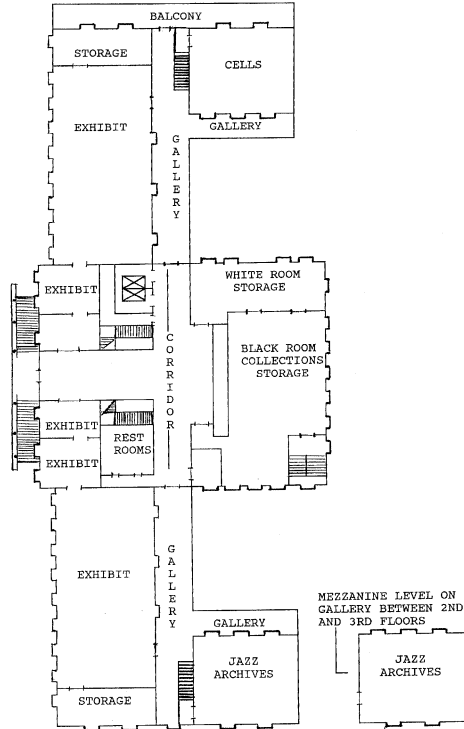 BALCONY
STORAGE
CELLS
EXHIBIT
GALLERY
GALLERY
EXHIBIT
WHITE ROOM
STORAGE
CORRIDOR
BLACK ROOM
COLLECTIONS
STORAGE
EXHIBIT
REST
ROOMS
EXHIBIT
GALLERY
EXHIBIT
MEZZANINE LEVEL ON
GALLERY BETWEEN 2ND
AND 3RD FLOORS
GALLERY
JAZZ
ARCHIVES
JAZZ
ARCHIVES
STORAGE